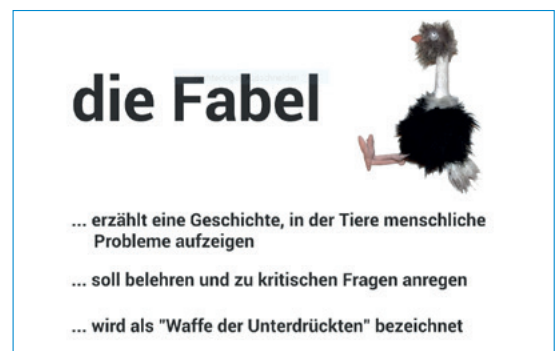 die Fabel
... erzählt eine Geschichte, in der Tiere menschliche
Probleme aufzeigen
... soll belehren und zu kritischen Fragen anregen
... wird als "Waffe der Unterdrückten" bezeichnet